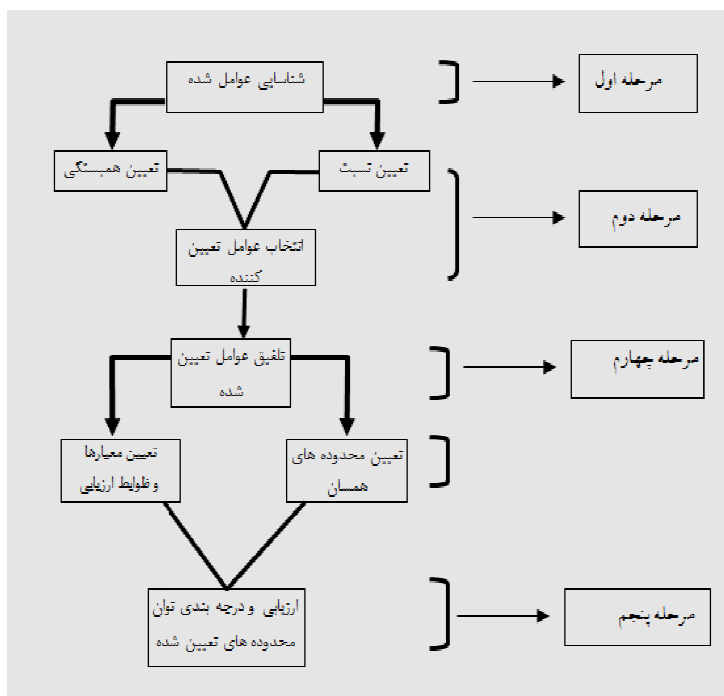 شناسایی عوامل شده
مرحله اول
تعیین نسبت
تعیین همبستگی
مرحله دوم
انتخاب عوامل تعیین
کننده
تلفیق عوامل تعیین
شده
مرحله چهارم
تعیین محدوده های
همسان
تعیین معیارها
و ظوابط ارزیابی
ارزیابی و درجه بندی توان
محدوده های تعیین شده
مرحله پنجم